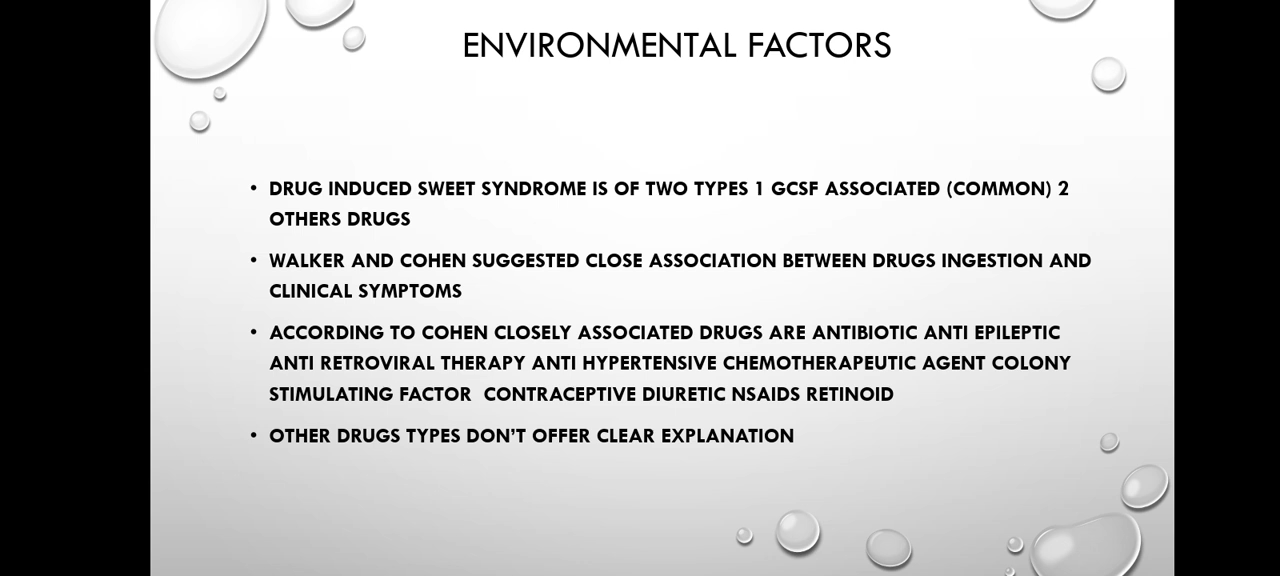 ENVIRONMENTAL FACTORS
• DRUG INDUCED SWEET SYNDROME IS OF TWO TYPES 1 GCSF ASSOCIATED (COMMON) 2
OTHERS DRUGS
• WALKER AND COHEN SUGGESTED CLOSE ASSOCIATION BETWEEN DRUGS INGESTION AND
CLINICAL SYMPTOMS
• ACCORDING TO COHEN CLOSELY ASSOCIATED DRUGS ARE ANTIBIOTIC ANTI EPILEPTIC
ANTI RETROVIRAL THERAPY ANTI HYPERTENSIVE CHEMOTHERAPEUTIC AGENT COLONY
STIMULATING FACTOR  CONTRACEPTIVE DIURETIC NSAIDS RETINOID
• OTHER DRUGS TYPES DON'T OFFER CLEAR EXPLANATION